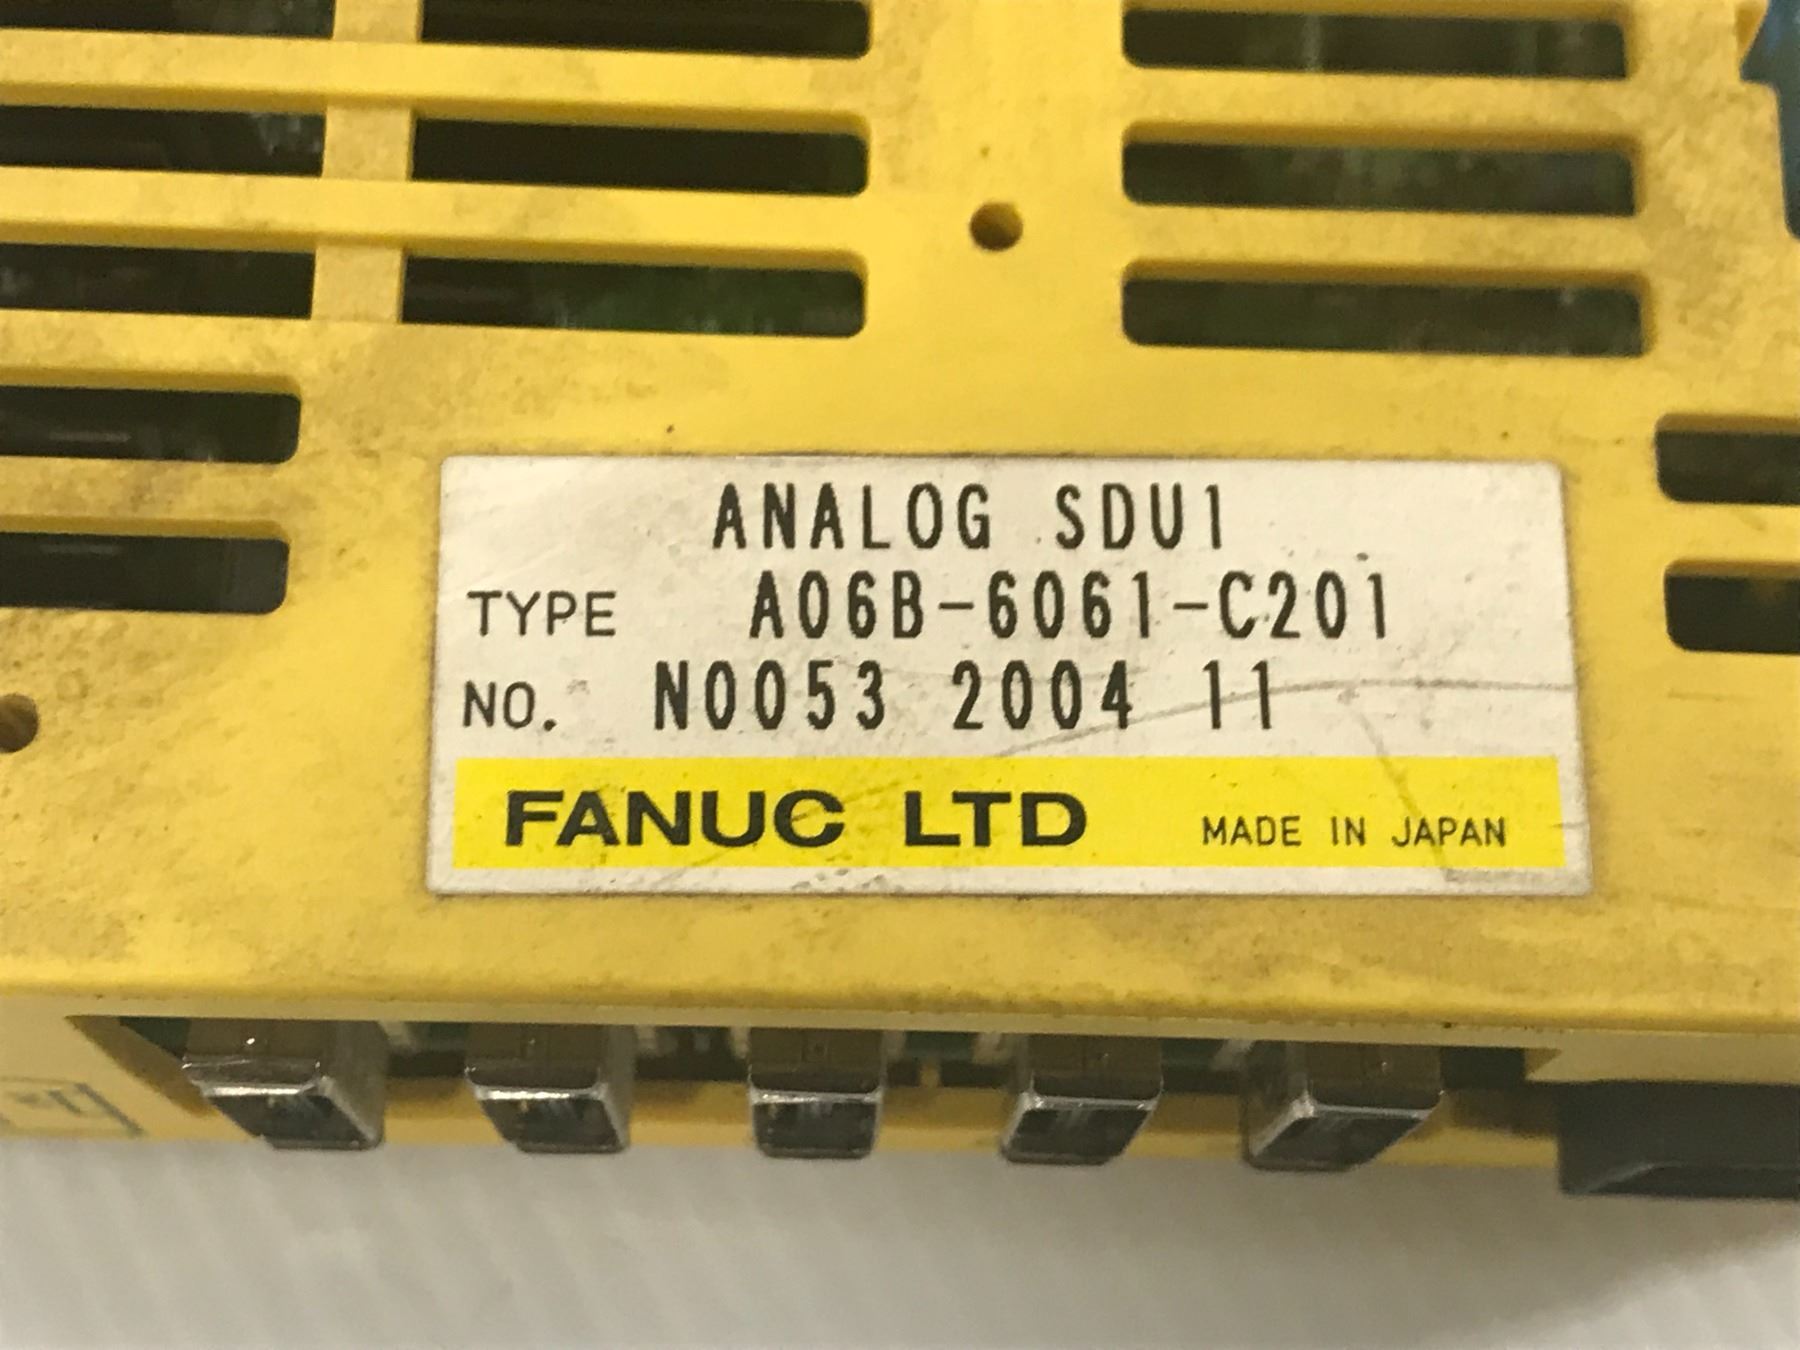 ANALOG SDU1
TYPE A06B-6061-C201
NO. N0053 2004 11
FANUC LTD MADE IN JAPAN